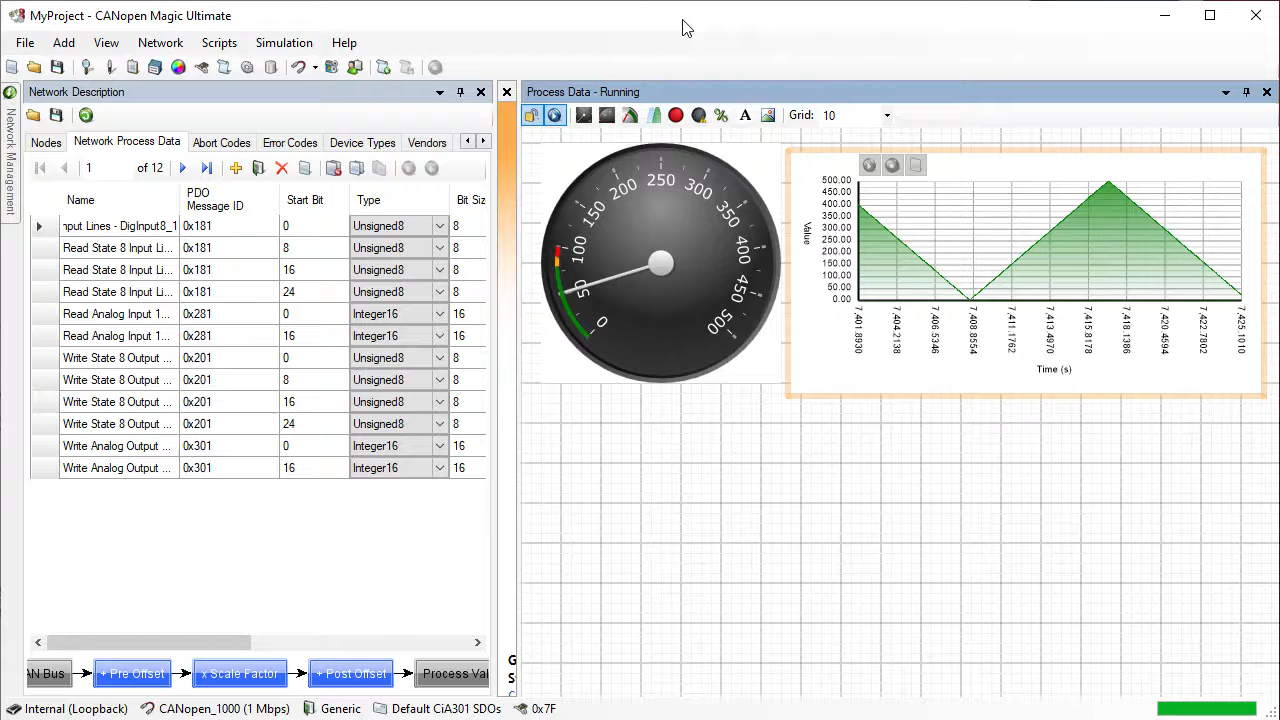 MyProject - CANopen Magic Ultimate
File Add View Network Scripts Simulation Help
Network Description
Process Data - Running
Grid: 10
Network Management
Nodes Network Process Data Abort Codes Error Codes Device Types Vendors
of 12
Name PDO Message ID Start Bit Type Bit Siz
nput Lines - DigInput8_1 0x181 0 Unsigned8 8
Read State 8 Input Li... 0x181 8 Unsigned8 8
Read State 8 Input Li... 0x181 16 Unsigned8 8
Read State 8 Input Li... 0x181 24 Unsigned8 8
Read Analog Input 1... 0x281 0 Integer16 16
Read Analog Input 1... 0x281 16 Integer16 16
Write State 8 Output ... 0x201 0 Unsigned8 8
Write State 8 Output ... 0x201 8 Unsigned8 8
Write State 8 Output ... 0x201 16 Unsigned8 8
Write State 8 Output ... 0x201 24 Unsigned8 8
Write Analog Output ... 0x301 0 Integer16 16
Write Analog Output ... 0x301 16 Integer16 16
AN Bus + Pre Offset x Scale Factor + Post Offset Process Val
0 50 100 150 200 250 300 350 400 450 500
500.00
450.00
400.00
350.00
300.00
250.00
200.00
150.00
100.00
50.00
0.00
Value
7,401.8930 7,404.2138 7,406.5346 7,408.8554 7,411.1762 7,413.4970 7,415.8178 7,418.1386 7,420.4594 7,422.7802 7,425.1010
Time (s)
Internal (Loopback) CANopen_1000 (1 Mbps) Generic Default CiA301 SDOs 0x7F